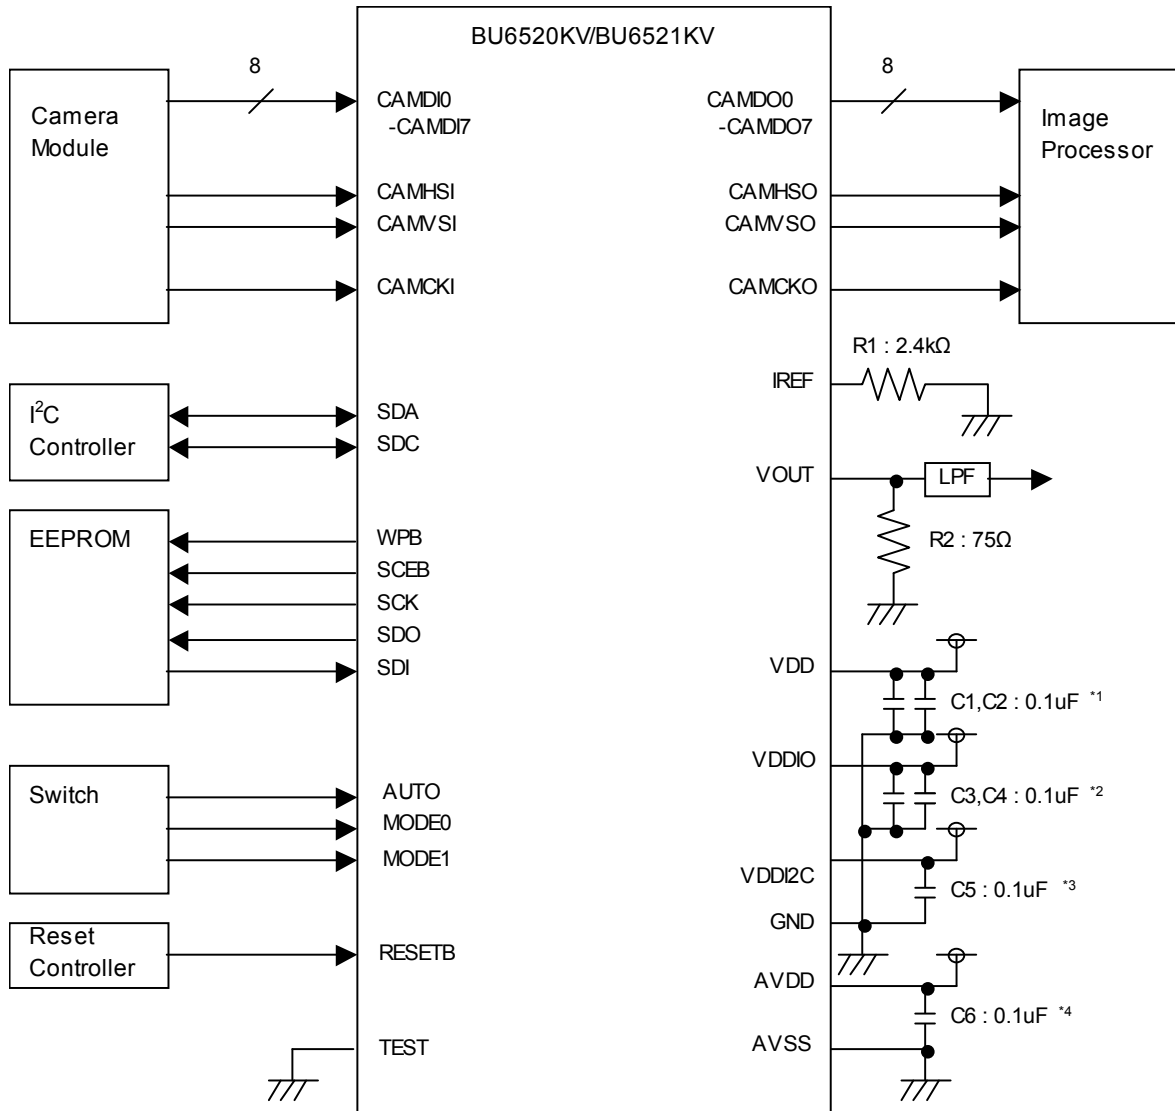 BU6520KV/BU6521KV
8
8
Camera
Module
CAMDI0
-CAMDI7
CAMDO0
-CAMDO7
Image
Processor
CAMHSI
CAMVSI
CAMCKI
CAMHSO
CAMVSO
CAMCKO
R1 : 2.4kΩ
IREF
I²C
Controller
SDA
SDC
VOUT
LPF
R2 : 75Ω
EEPROM
WPB
SCEB
SCK
SDO
SDI
VDD
C1,C2 : 0.1uF *1
VDDIO
C3,C4 : 0.1uF *2
Switch
AUTO
MODE0
MODE1
VDDI2C
C5 : 0.1uF *3
GND
Reset
Controller
RESETB
AVDD
C6 : 0.1uF *4
AVSS
TEST